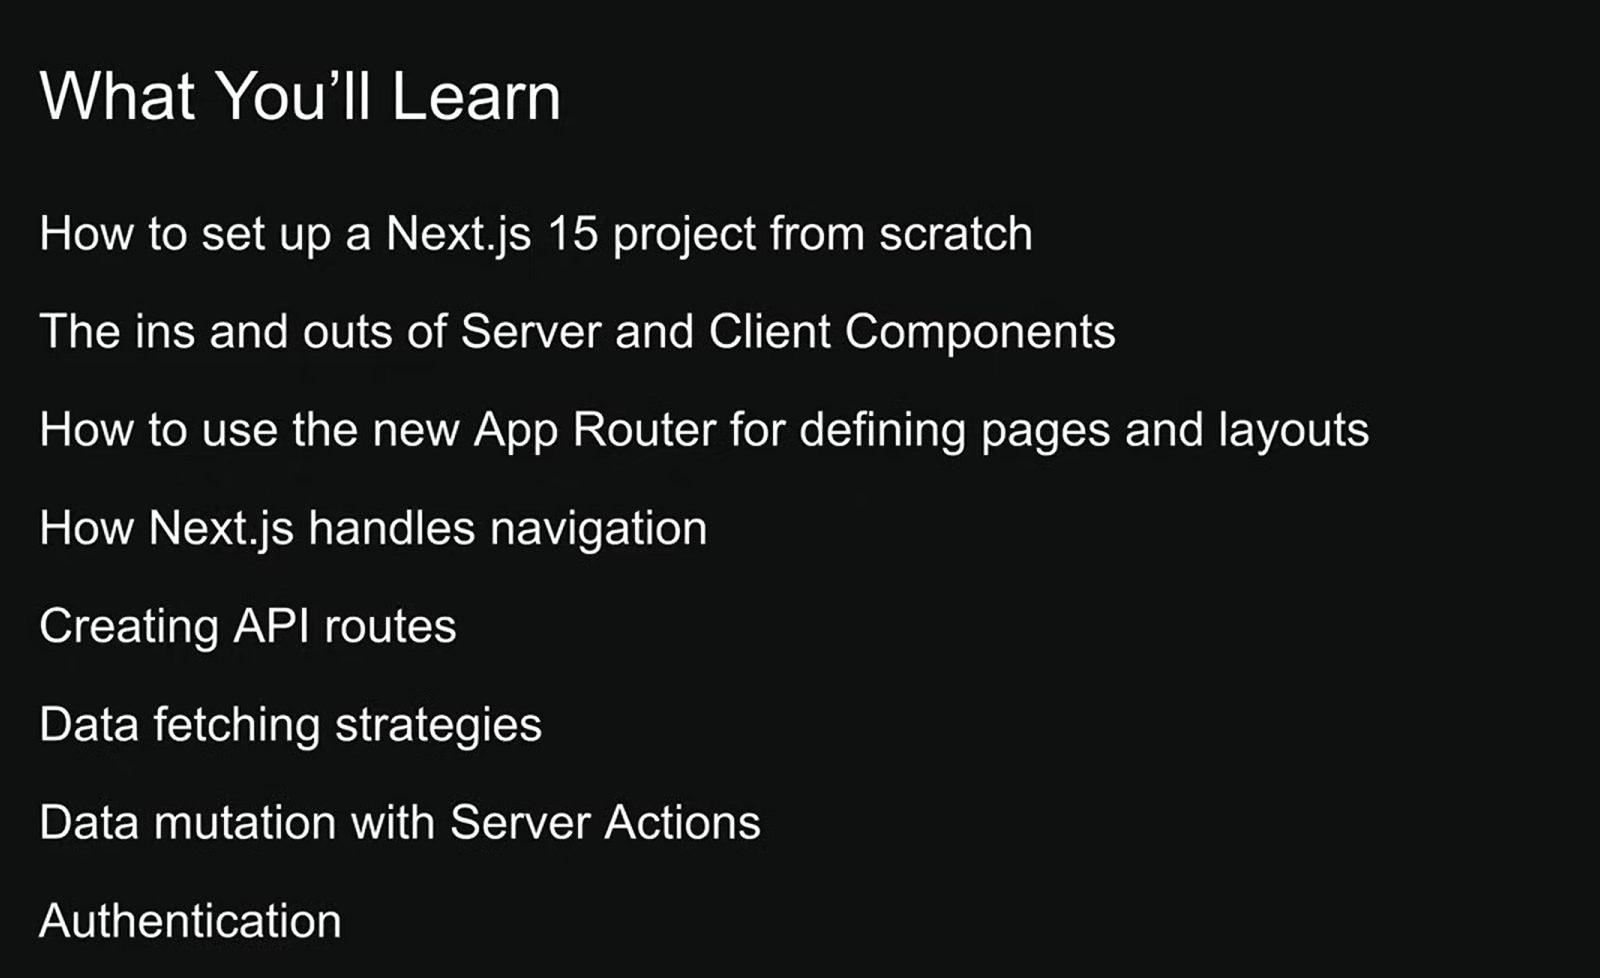 What You’ll Learn
How to set up a Next.js 15 project from scratch
The ins and outs of Server and Client Components
How to use the new App Router for defining pages and layouts
How Next.js handles navigation
Creating API routes
Data fetching strategies
Data mutation with Server Actions
Authentication